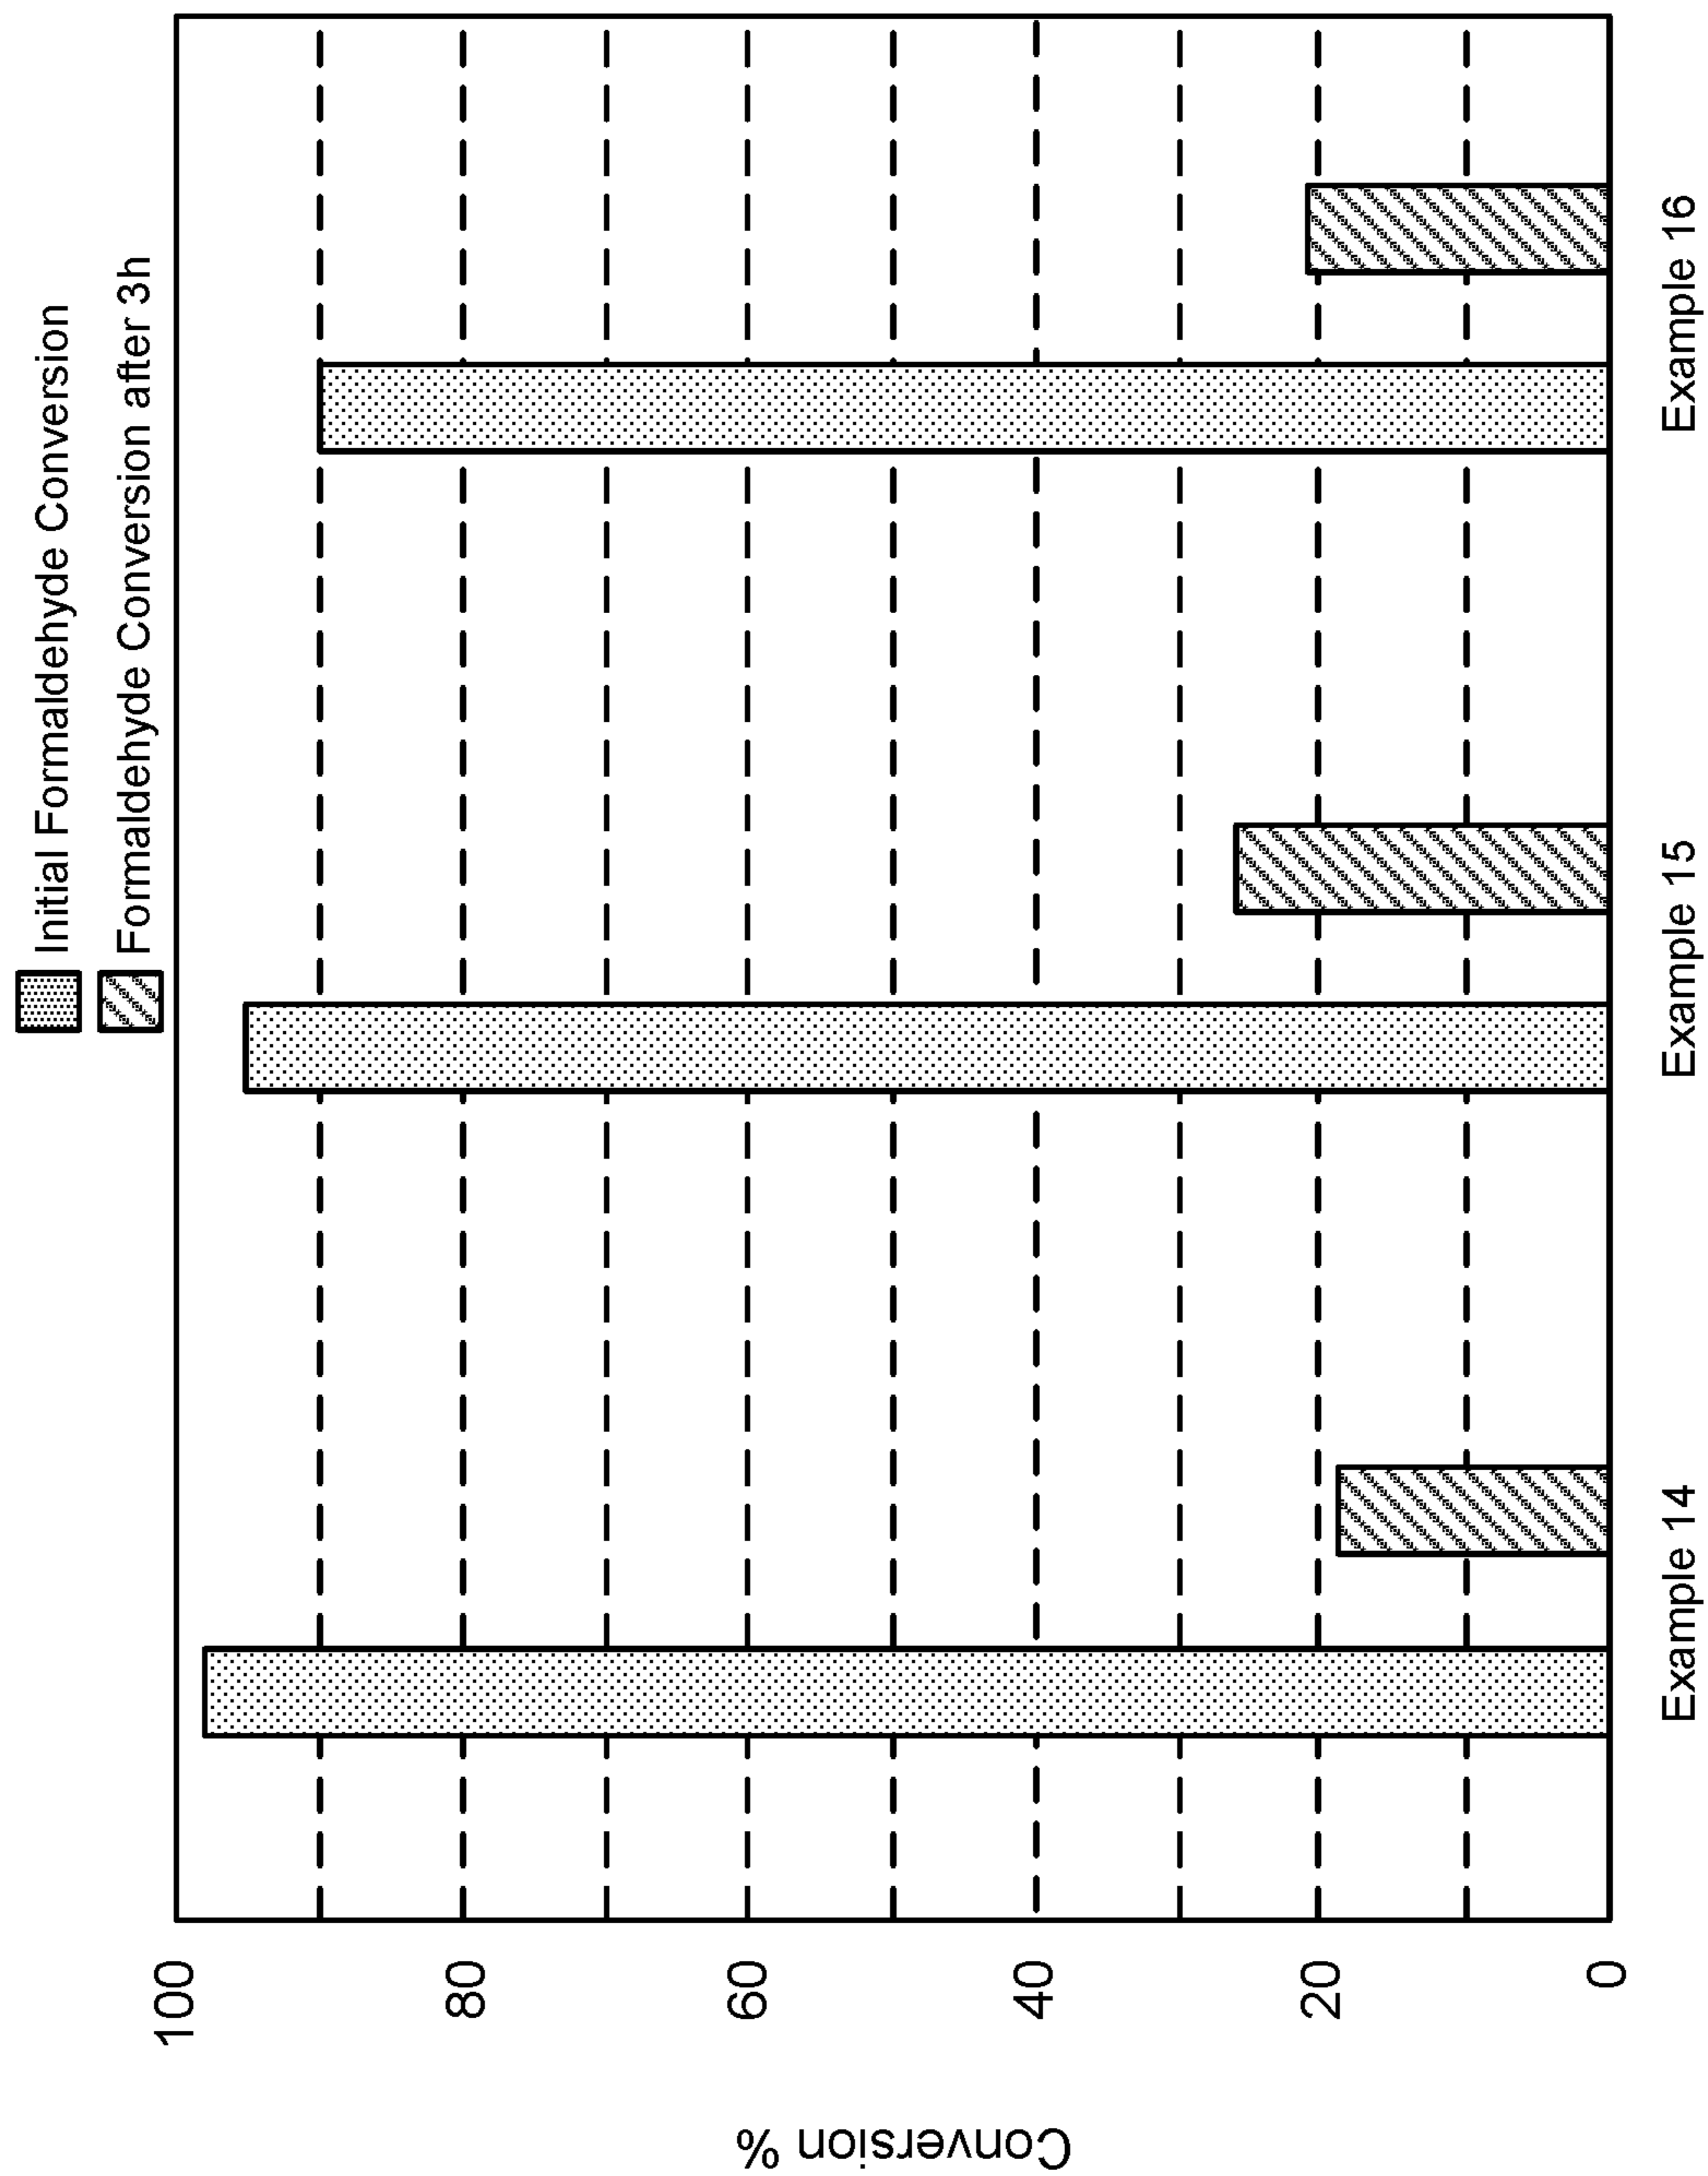 Initial Formaldehyde Conversion
Formaldehyde Conversion after 3h
Conversion %
100
80
60
40
20
0
Example 14
Example 15
Example 16